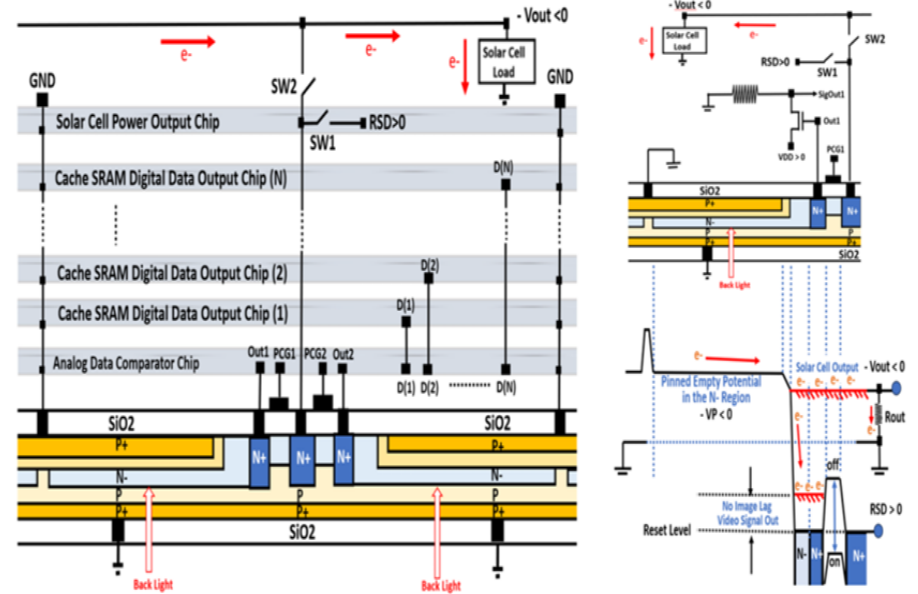 - Vout <0
e-
e-
e-
Solar Cell
Load
GND
GND
SW2
Solar Cell Power Output Chip
RSD>0
SW1
Cache SRAM Digital Data Output Chip (N)
D(N)
Cache SRAM Digital Data Output Chip (2)
D(2)
Cache SRAM Digital Data Output Chip (1)
D(1)
Analog Data Comparator Chip
Out1 PCG1 PCG2 Out2
D(1) D(2) D(N)
SiO2
SiO2
P+
P+
N+ N+ N+
N-
N-
P
P
P
P+
P+
P+
SiO2
Back Light
Back Light
- Vout < 0
e-
Solar Cell
Load
e-
SW2
RSD>0
SW1
SigOut1
Out1
VDD > 0
PCG1
SiO2
P+
N+
N+
N-
P
P
P+
P+
SiO2
Back Light
e-
Solar Cell Output
- Vout < 0
Pinned Empty Potential
in the N- Region
- VP < 0
e- e- e- e-
e-
Rout
e-
off
e- e- e-
No Image Lag
Video Signal Out
RSD > 0
Reset Level
N- N+
on
N+